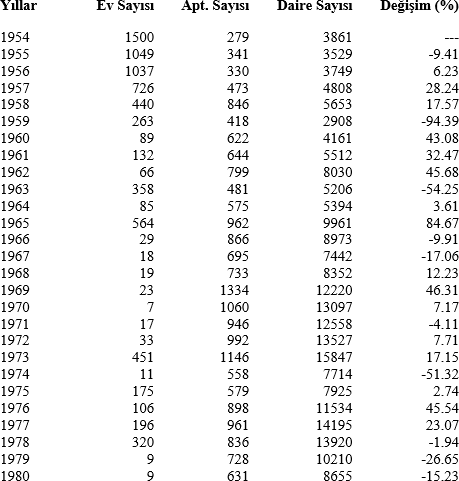 Yıllar Ev Sayısı Apt. Sayısı Daire Sayısı Değişim (%)
1954 1500 279 3861 ---
1955 1049 341 3529 -9.41
1956 1037 330 3749 6.23
1957 726 473 4808 28.24
1958 440 846 5653 17.57
1959 263 418 2908 -94.39
1960 89 622 4161 43.08
1961 132 644 5512 32.47
1962 66 799 8030 45.68
1963 358 481 5206 -54.25
1964 85 575 5394 3.61
1965 564 962 9961 84.67
1966 29 866 8973 -9.91
1967 18 695 7442 -17.06
1968 19 733 8352 12.23
1969 23 1334 12220 46.31
1970 7 1060 13097 7.17
1971 17 946 12558 -4.11
1972 33 992 13527 7.71
1973 451 1146 15847 17.15
1974 11 558 7714 -51.32
1975 175 579 7925 2.74
1976 106 898 11534 45.54
1977 196 961 14195 23.07
1978 320 836 13920 -1.94
1979 9 728 10210 -26.65
1980 9 631 8655 -15.23